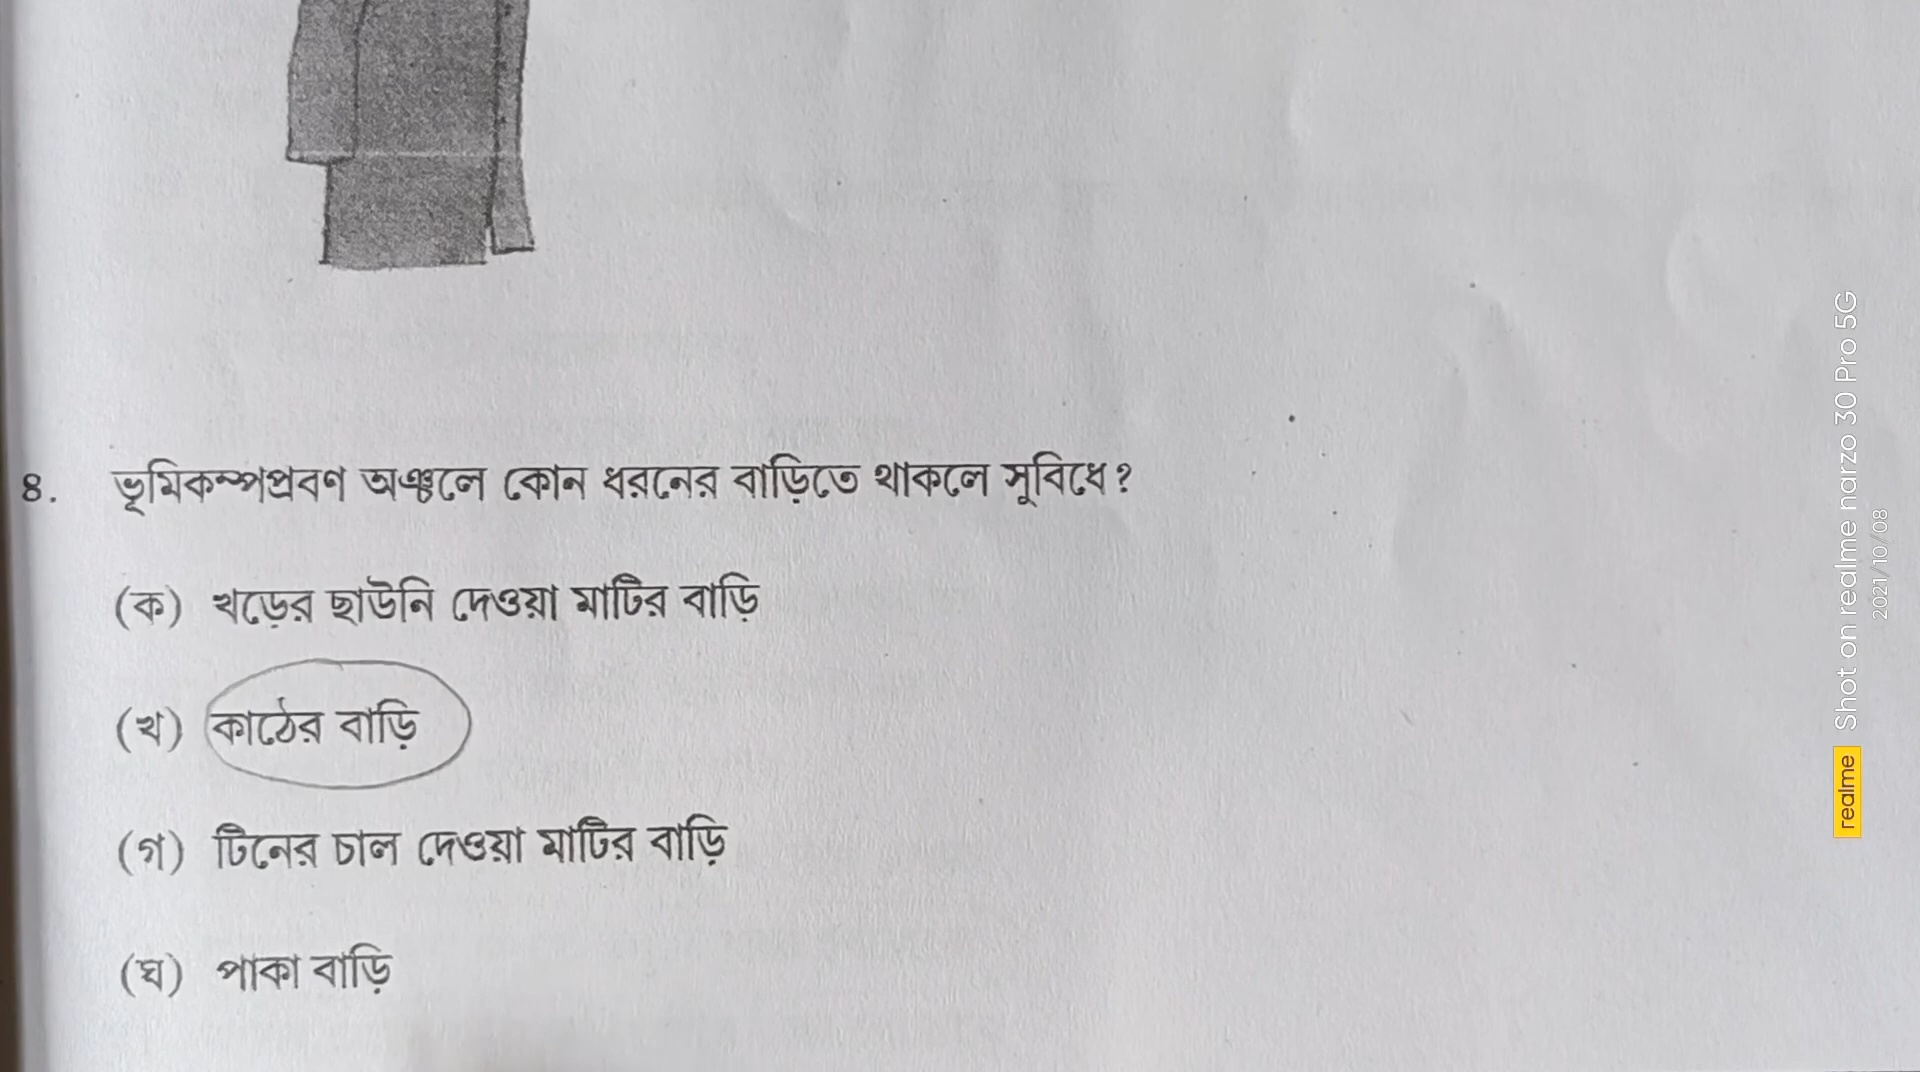 8. ভূমিকম্পপ্রবণ অঞ্চলে কোন ধরনের বাড়িতে থাকলে সুবিধে?
(ক) খড়ের ছাউনি দেওয়া মাটির বাড়ি
(খ) কাঠের বাড়ি
(গ) টিনের চাল দেওয়া মাটির বাড়ি
(ঘ) পাকা বাড়ি
realme Shot on realme narzo 30 Pro 5G
2021/10/08